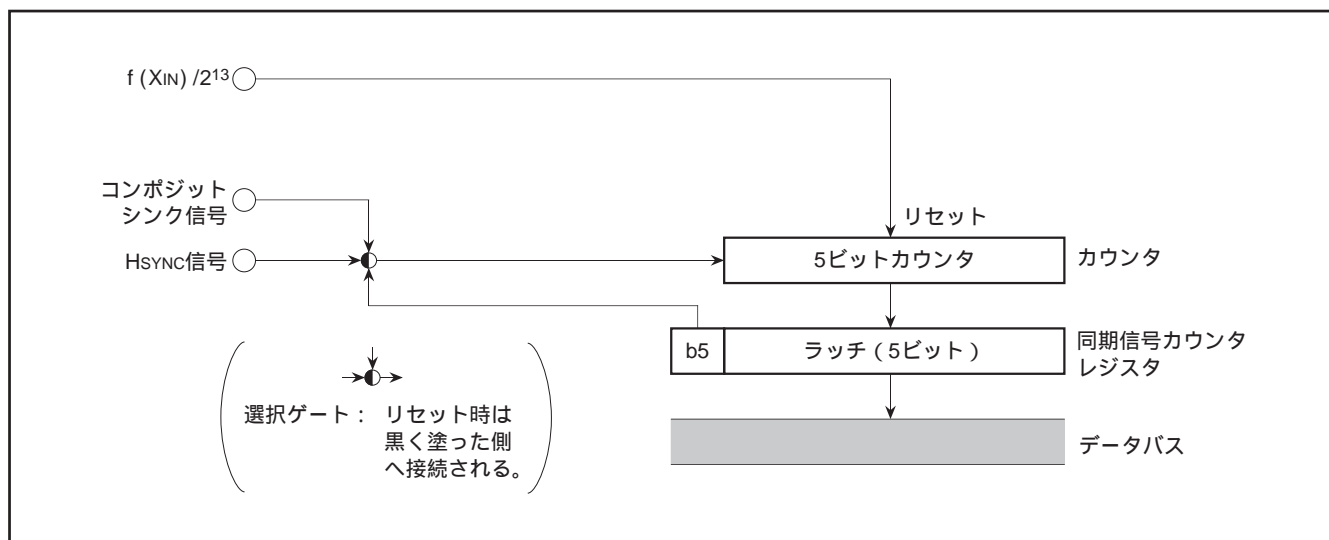 f (XIN) /2¹³
コンポジット
シンク信号
HSYNC信号
リセット
5ビットカウンタ
カウンタ
b5
ラッチ（5ビット）
同期信号カウンタ
レジスタ
データバス
選択ゲート： リセット時は
黒く塗った側
へ接続される。